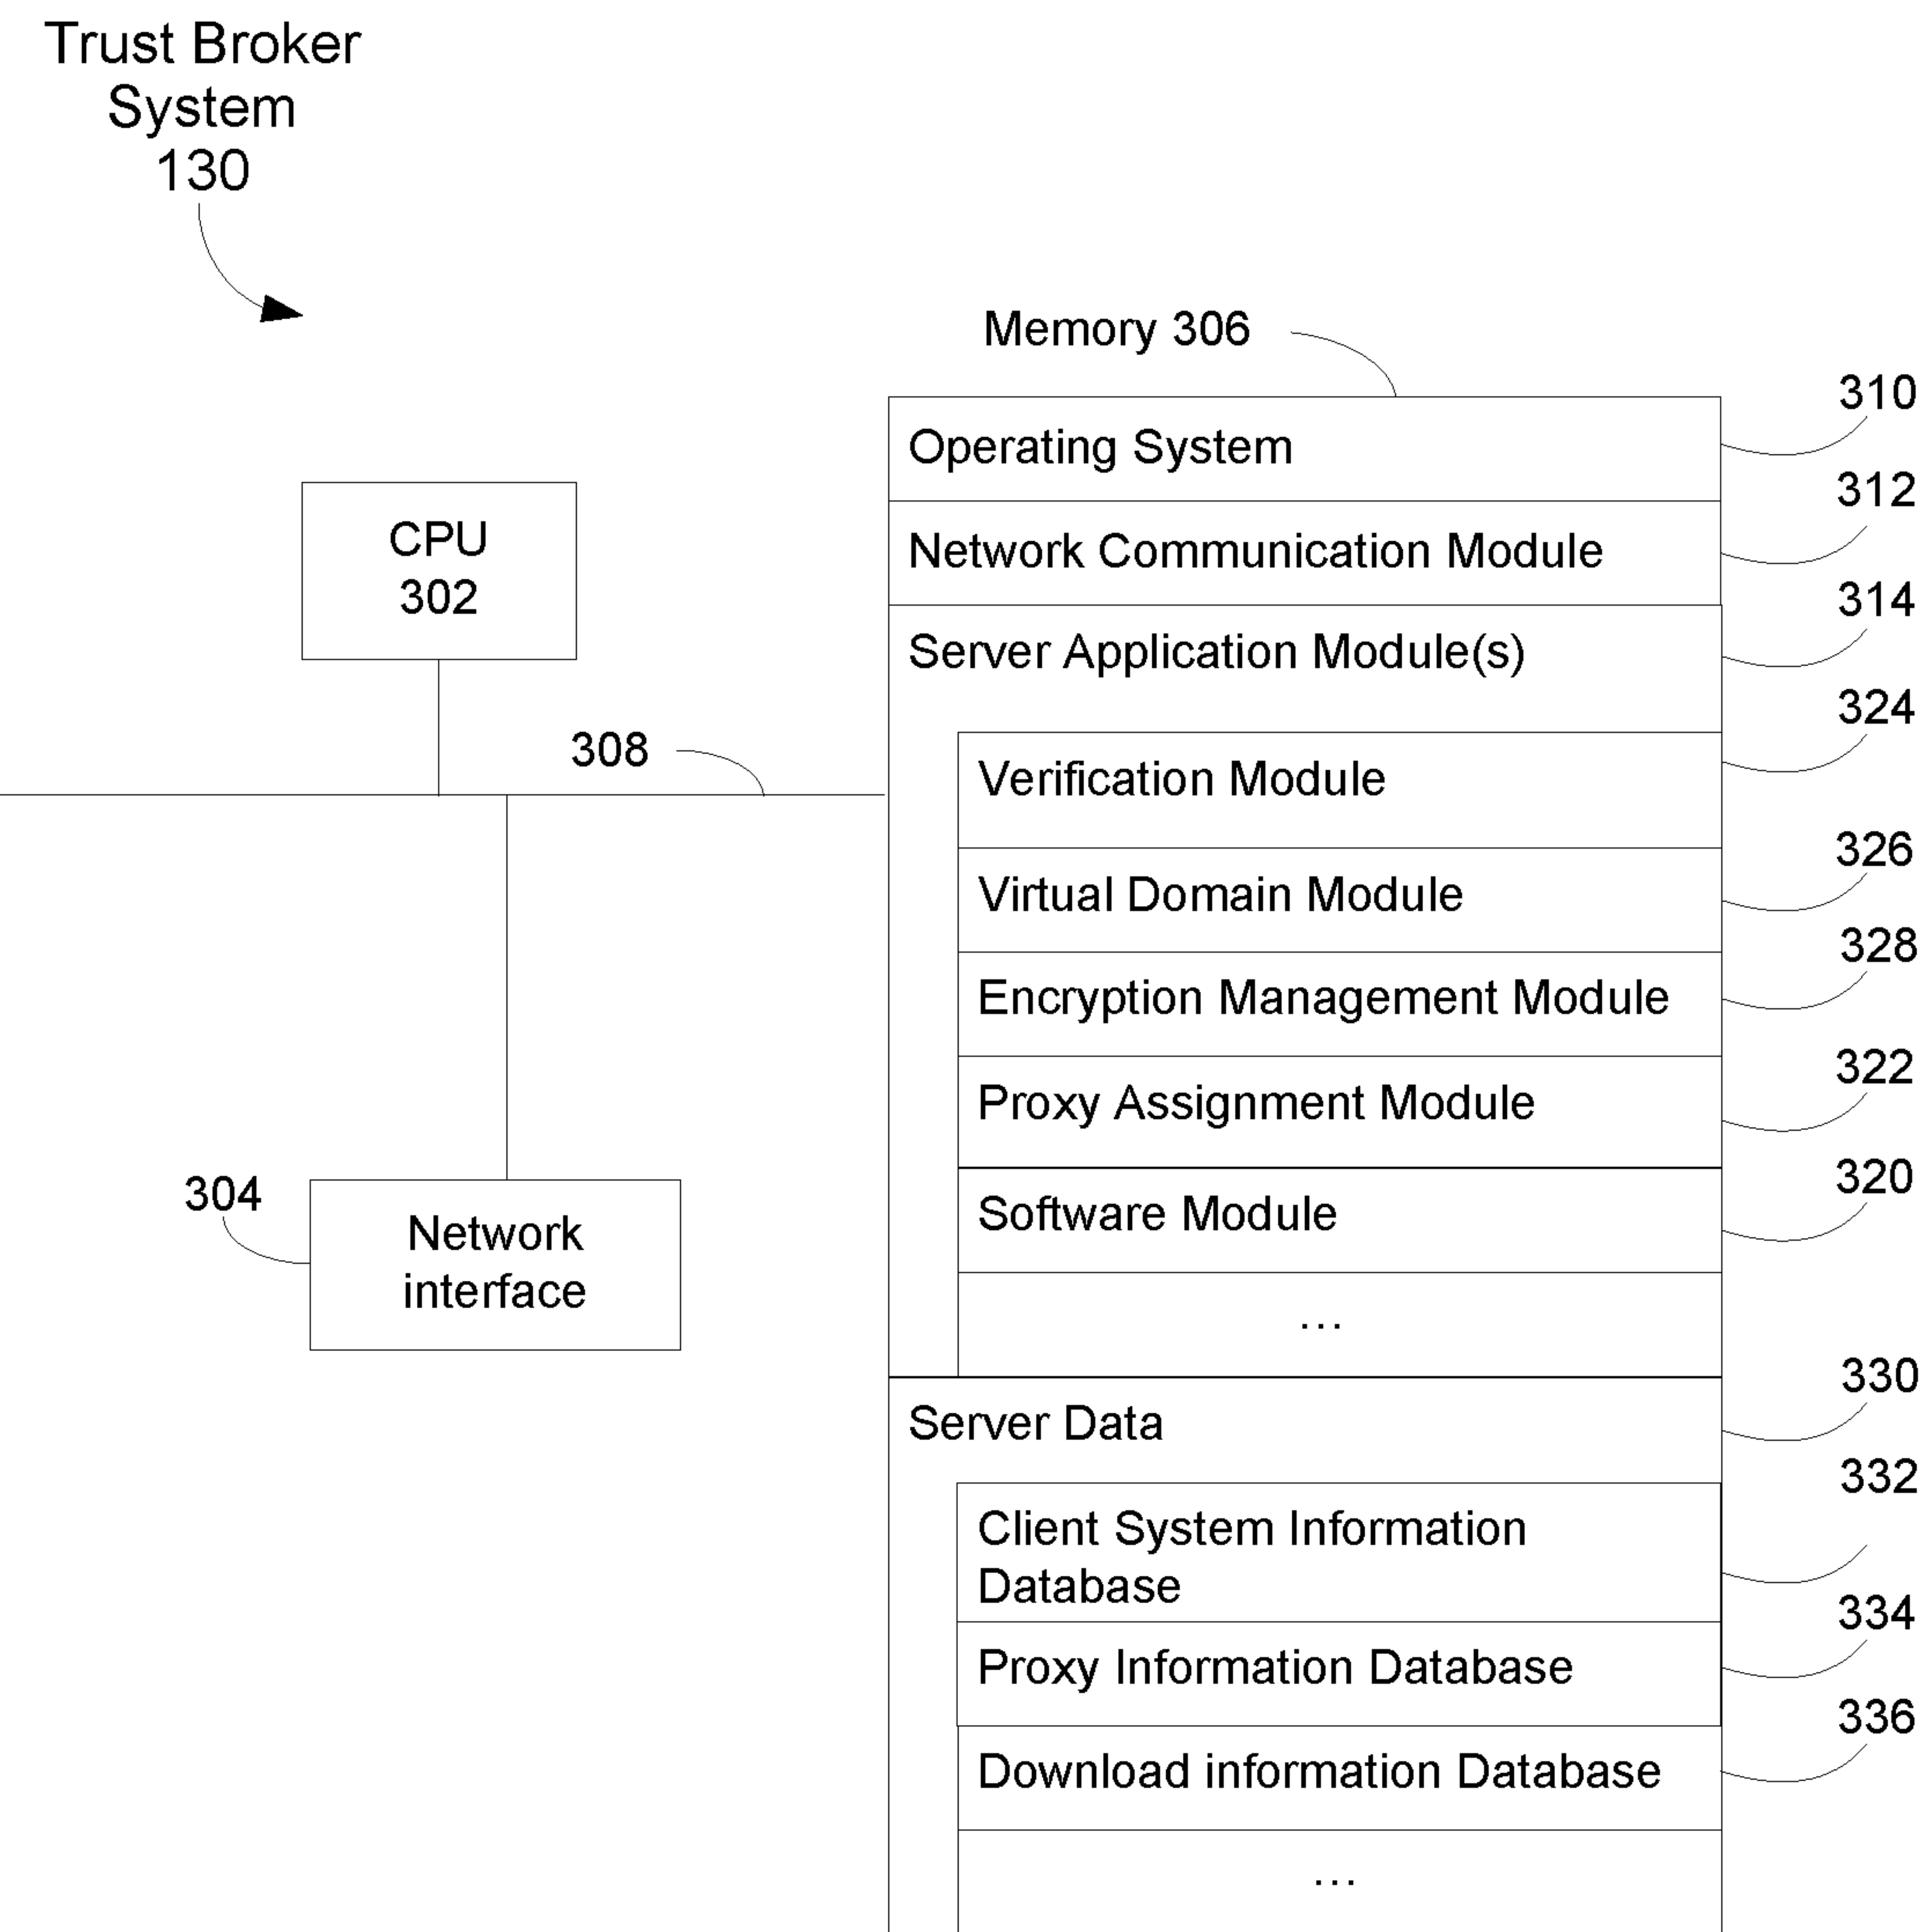 Trust Broker
System
130
Memory 306
310
Operating System
312
Network Communication Module
314
Server Application Module(s)
CPU
302
324
308
Verification Module
326
Virtual Domain Module
328
Encryption Management Module
322
Proxy Assignment Module
320
304
Software Module
Network
interface
...
330
Server Data
332
Client System Information
Database
334
Proxy Information Database
336
Download information Database
...